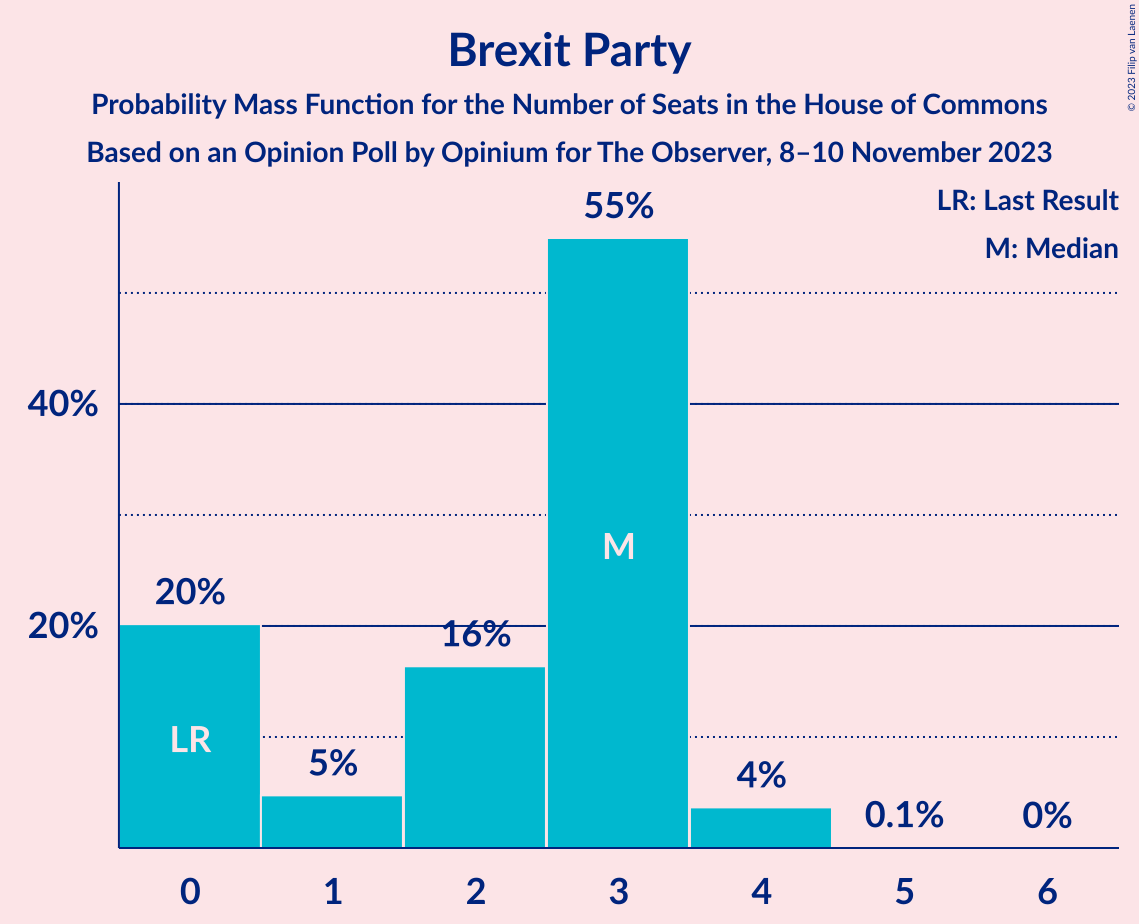 Brexit Party
Probability Mass Function for the Number of Seats in the House of Commons
Based on an Opinion Poll by Opinium for The Observer, 8–10 November 2023
© 2023 Filip van Laenen
LR: Last Result
M: Median
55%
40%
M
20%
20%
16%
LR
5%
4%
0.1%
0%
0 1 2 3 4 5 6